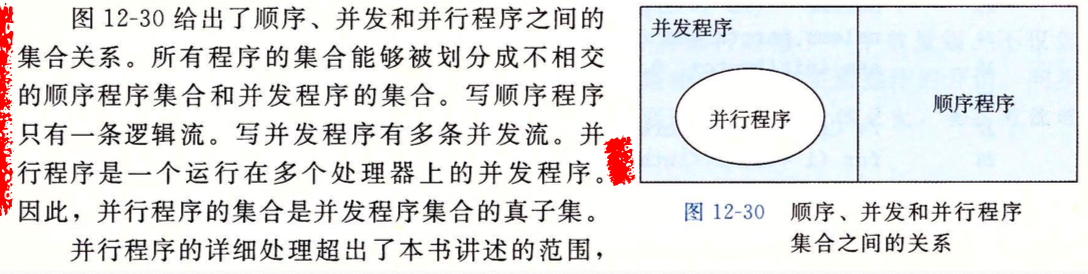 图 12-30 给出了顺序、并发和并行程序之间的
集合关系。所有程序的集合能够被划分成不相交
的顺序程序集合和并发程序的集合。写顺序程序
只有一条逻辑流。写并发程序有多条并发流。并
行程序是一个运行在多个处理器上的并发程序。
因此，并行程序的集合是并发程序集合的真子集。
并行程序的详细处理超出了本书讲述的范围，
并发程序
并行程序
顺序程序
图 12-30 顺序、并发和并行程序
集合之间的关系